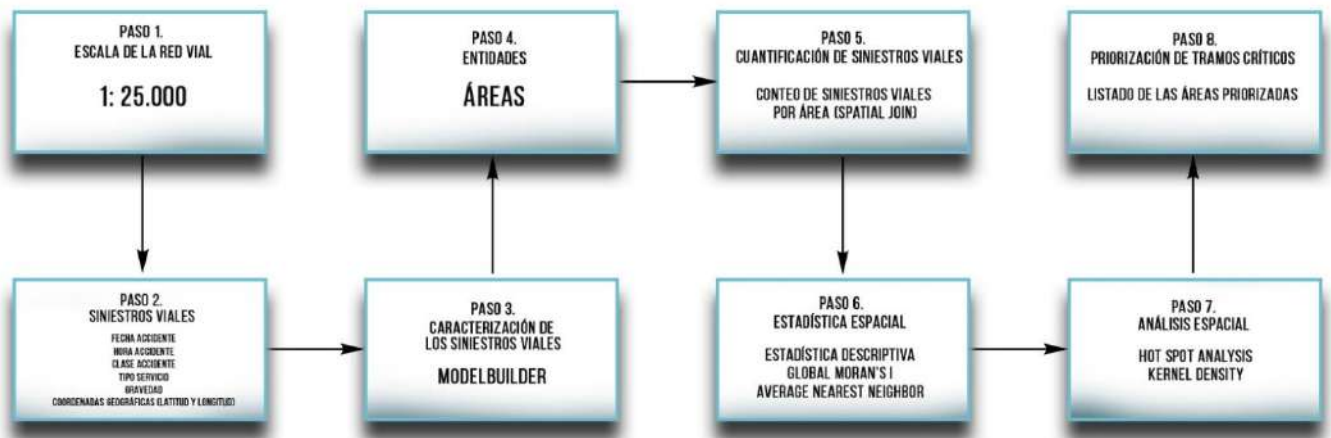 PASO 1.
ESCALA DE LA RED VIAL
1: 25.000
PASO 2.
SINIESTROS VIALES
FECHA ACCIDENTE
HORA ACCIDENTE
CLASE ACCIDENTE
TIPO SERVICIO
GRAVEDAD
COORDENADAS GEOGRÁFICAS (LATITUD Y LONGITUD)
PASO 3.
CARACTERIZACIÓN DE
LOS SINIESTROS VIALES
MODELBUILDER
PASO 4.
ENTIDADES
ÁREAS
PASO 5.
CUANTIFICACIÓN DE SINIESTROS VIALES
CONTEO DE SINIESTROS VIALES
POR ÁREA (SPATIAL JOIN)
PASO 6.
ESTADÍSTICA ESPACIAL
ESTADÍSTICA DESCRIPTIVA
GLOBAL MORAN'S I
AVERAGE NEAREST NEIGHBOR
PASO 7.
ANÁLISIS ESPACIAL
HOT SPOT ANALYSIS
KERNEL DENSITY
PASO 8.
PRIORIZACIÓN DE TRAMOS CRÍTICOS
LISTADO DE LAS ÁREAS PRIORIZADAS